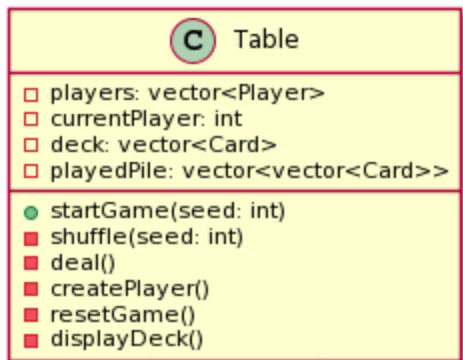 C Table
players: vector<Player>
currentPlayer: int
deck: vector<Card>
playedPile: vector<vector<Card>>
startGame(seed: int)
shuffle(seed: int)
deal()
createPlayer()
resetGame()
displayDeck()